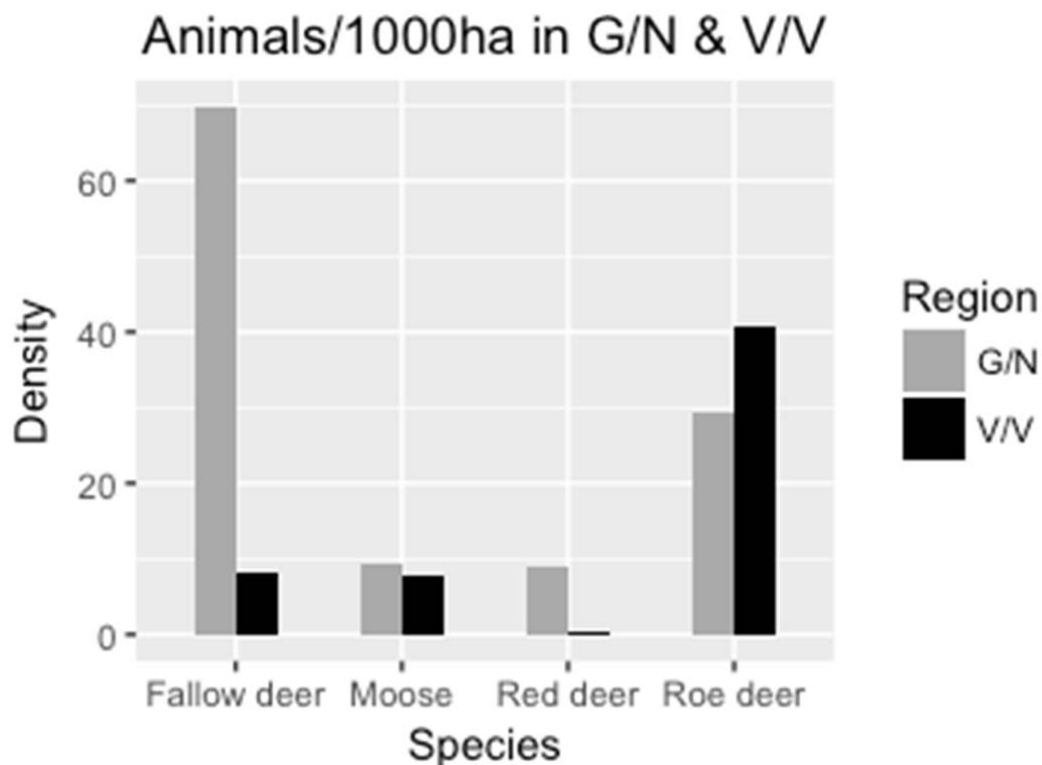 Animals/1000ha in G/N & V/V
60
40
20
0
Density
Fallow deer Moose Red deer Roe deer
Species
Region
G/N
V/V